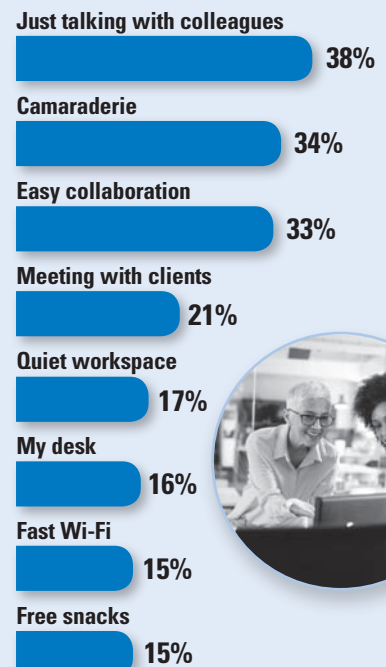 Just talking with colleagues
38%
Camaraderie
34%
Easy collaboration
33%
Meeting with clients
21%
Quiet workspace
17%
My desk
16%
Fast Wi-Fi
15%
Free snacks
15%